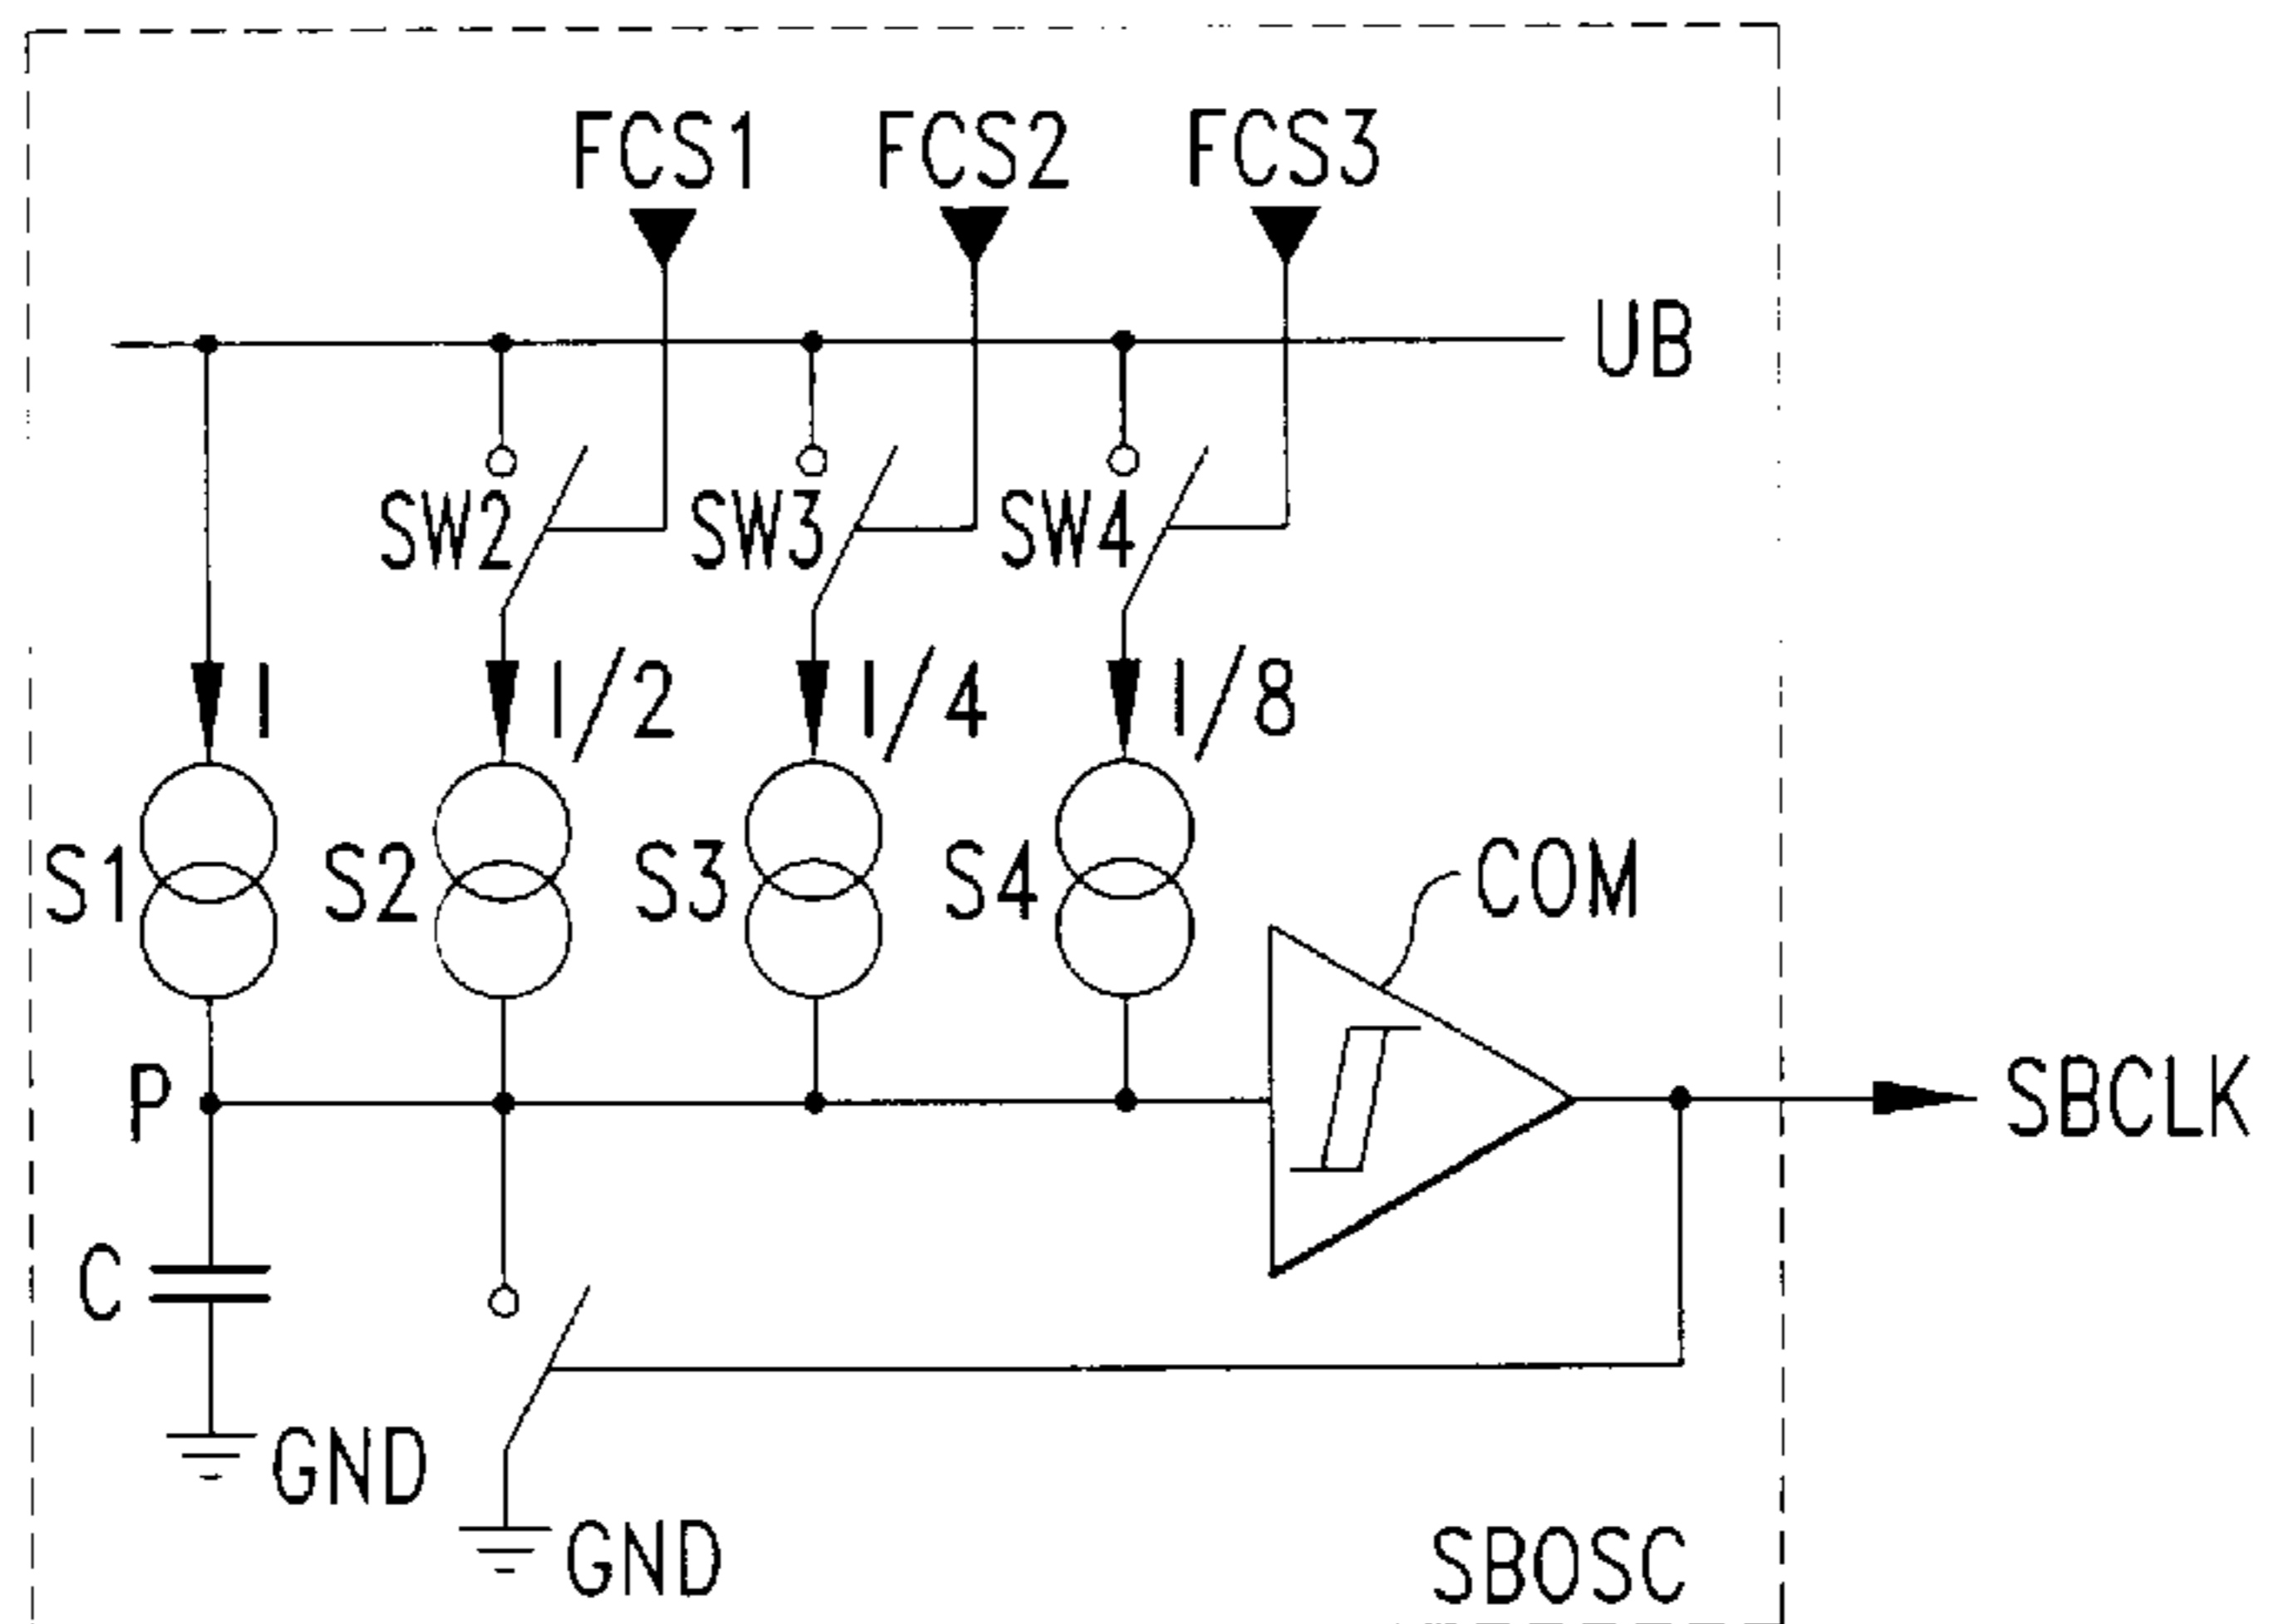 FCS1 FCS2 FCS3
UB
SW2 SW3 SW4
I I/2 I/4 I/8
S1 S2 S3 S4 COM
P SBCLK
C
GND
GND
SBOSC